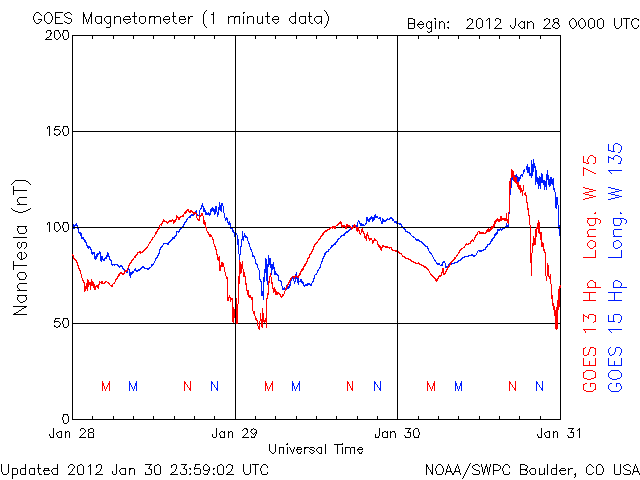 GOES Magnetometer (1 minute data)
Begin: 2012 Jan 28 0000 UTC
200
150
100
50
0
NanoTesla (nT)
M M N N M M N N M M N N
Jan 28 Jan 29 Jan 30 Jan 31
Universal Time
GOES 13 Hp Long. W 75
GOES 15 Hp Long. W 135
Updated 2012 Jan 30 23:59:02 UTC
NOAA/SWPC Boulder, CO USA